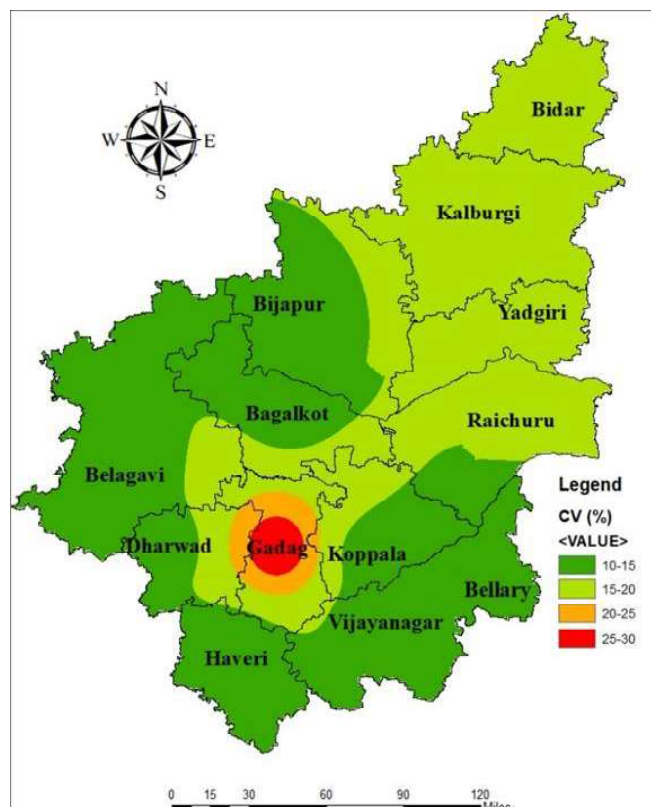 N
W E
S
Bidar
Kalburgi
Yadgiri
Bijapur
Bagalkot
Raichuru
Belagavi
Legend
CV (%)
<VALUE>
10-15
15-20
20-25
25-30
Dharwad
Gadag
Koppala
Bellary
Vijayanagar
Haveri
0 15 30 60 90 120
Miles